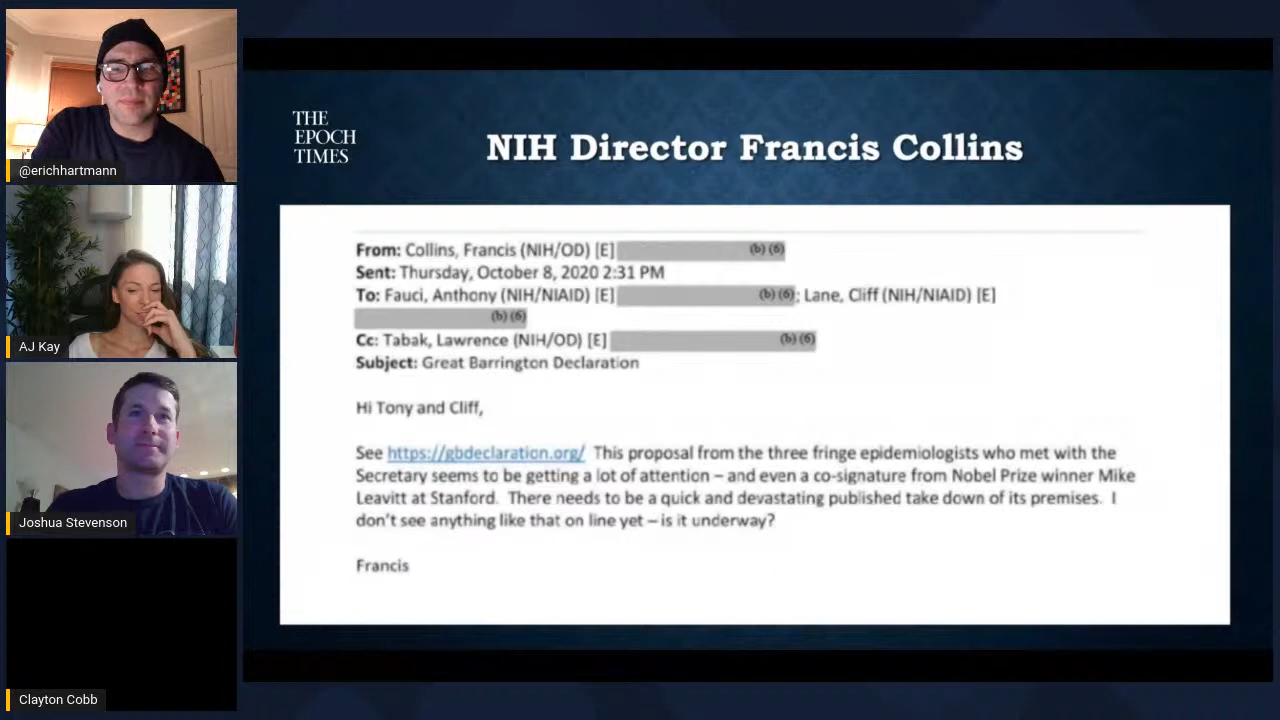 @erichhartmann
AJ Kay
Joshua Stevenson
Clayton Cobb
THE
EPOCH
TIMES
NIH Director Francis Collins
From: Collins, Francis (NIH/OD) [E] (b) (6)
Sent: Thursday, October 8, 2020 2:31 PM
To: Fauci, Anthony (NIH/NIAID) [E] (b) (6); Lane, Cliff (NIH/NIAID) [E]
(b) (6)
Cc: Tabak, Lawrence (NIH/OD) [E] (b) (6)
Subject: Great Barrington Declaration
Hi Tony and Cliff,
See https://gbdeclaration.org/ This proposal from the three fringe epidemiologists who met with the
Secretary seems to be getting a lot of attention – and even a co-signature from Nobel Prize winner Mike
Leavitt at Stanford. There needs to be a quick and devastating published take down of its premises. I
don't see anything like that on line yet – is it underway?
Francis